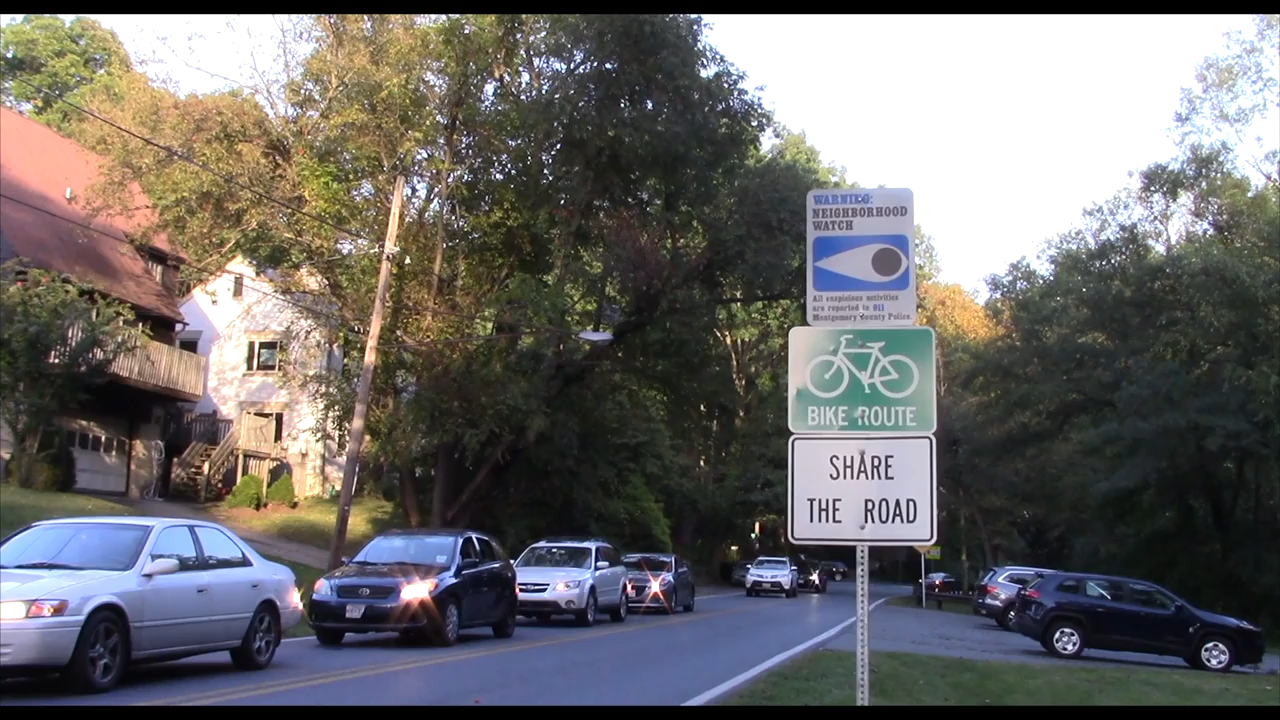 WARNING:
NEIGHBORHOOD
WATCH
All suspicious activities
are reported to 911
Montgomery County Police.
BIKE ROUTE
SHARE
THE ROAD